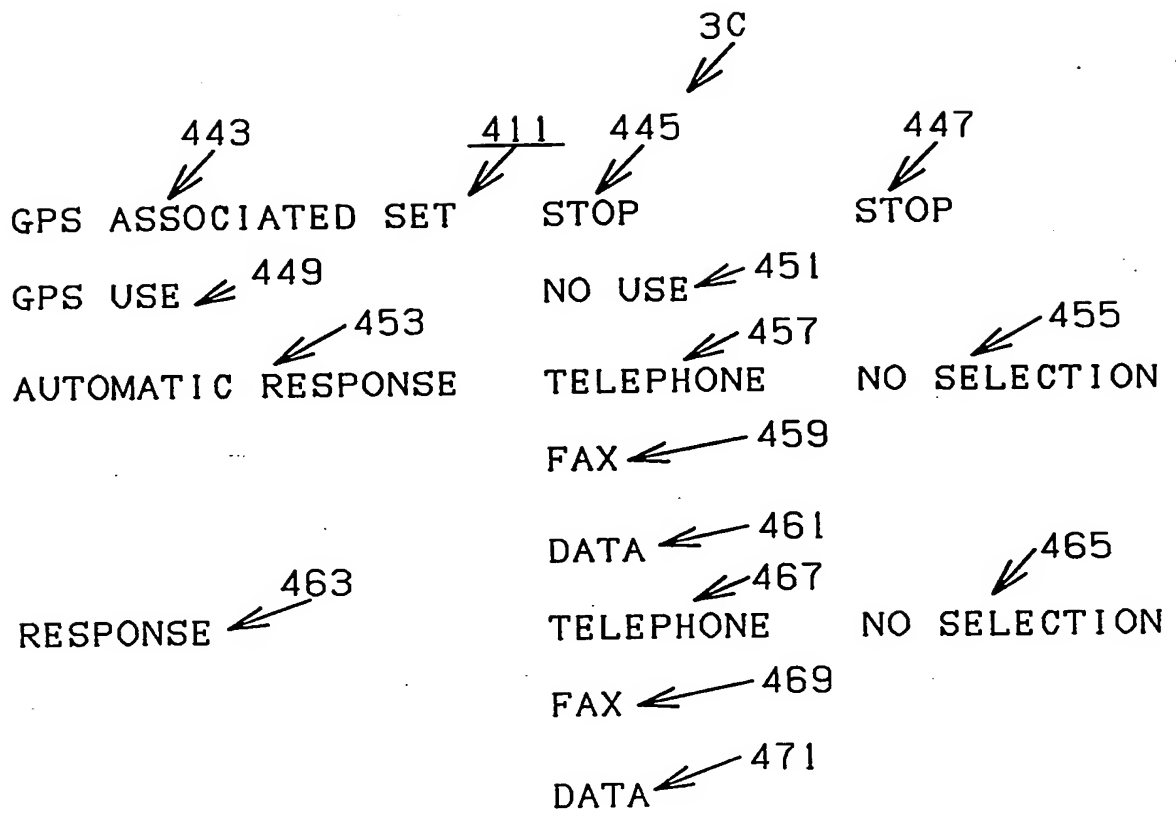 3C
443 411 445 447
GPS ASSOCIATED SET STOP STOP
GPS USE 449 NO USE 451
453 457 455
AUTOMATIC RESPONSE TELEPHONE NO SELECTION
FAX 459
DATA 461 465
463 467
RESPONSE TELEPHONE NO SELECTION
FAX 469
DATA 471